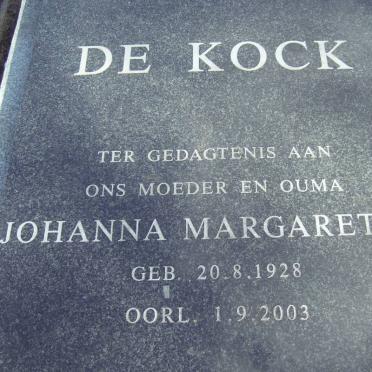 DE KOCK
TER GEDAGTENIS AAN
ONS MOEDER EN OUMA
JOHANNA MARGARET
GEB. 20.8.1928
OORL. 1.9.2003